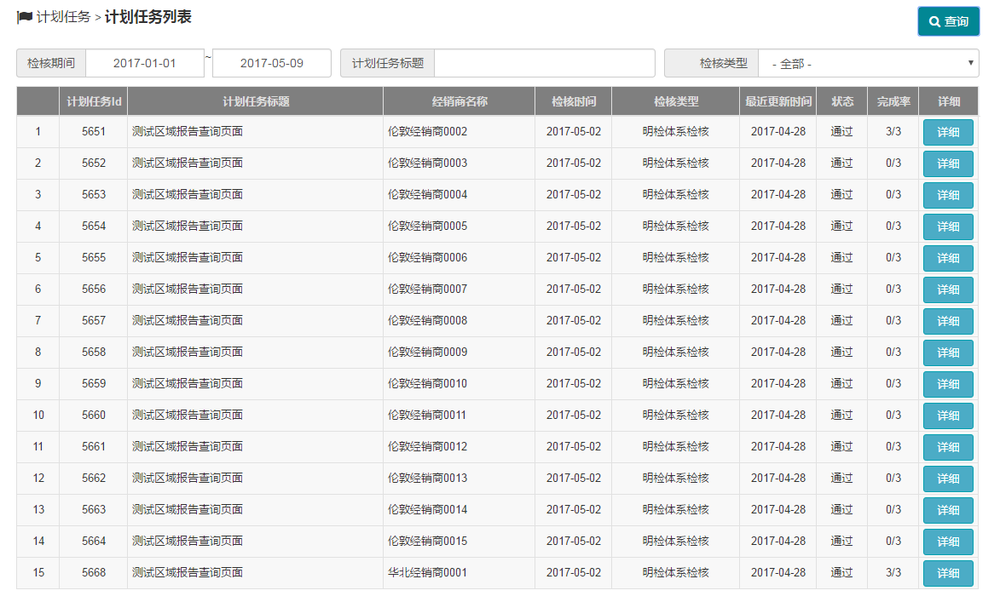 计划任务 > 计划任务列表
查询
检核期间 2017-01-01 ~ 2017-05-09 计划任务标题 检核类型 - 全部 -
计划任务Id 计划任务标题 经销商名称 检核时间 检核类型 最近更新时间 状态 完成率 详细
1 5651 测试区域报告查询页面 伦敦经销商0002 2017-05-02 明检体系检核 2017-04-28 通过 3/3 详细
2 5652 测试区域报告查询页面 伦敦经销商0003 2017-05-02 明检体系检核 2017-04-28 通过 0/3 详细
3 5653 测试区域报告查询页面 伦敦经销商0004 2017-05-02 明检体系检核 2017-04-28 通过 0/3 详细
4 5654 测试区域报告查询页面 伦敦经销商0005 2017-05-02 明检体系检核 2017-04-28 通过 0/3 详细
5 5655 测试区域报告查询页面 伦敦经销商0006 2017-05-02 明检体系检核 2017-04-28 通过 0/3 详细
6 5656 测试区域报告查询页面 伦敦经销商0007 2017-05-02 明检体系检核 2017-04-28 通过 0/3 详细
7 5657 测试区域报告查询页面 伦敦经销商0008 2017-05-02 明检体系检核 2017-04-28 通过 0/3 详细
8 5658 测试区域报告查询页面 伦敦经销商0009 2017-05-02 明检体系检核 2017-04-28 通过 0/3 详细
9 5659 测试区域报告查询页面 伦敦经销商0010 2017-05-02 明检体系检核 2017-04-28 通过 0/3 详细
10 5660 测试区域报告查询页面 伦敦经销商0011 2017-05-02 明检体系检核 2017-04-28 通过 0/3 详细
11 5661 测试区域报告查询页面 伦敦经销商0012 2017-05-02 明检体系检核 2017-04-28 通过 0/3 详细
12 5662 测试区域报告查询页面 伦敦经销商0013 2017-05-02 明检体系检核 2017-04-28 通过 0/3 详细
13 5663 测试区域报告查询页面 伦敦经销商0014 2017-05-02 明检体系检核 2017-04-28 通过 0/3 详细
14 5664 测试区域报告查询页面 伦敦经销商0015 2017-05-02 明检体系检核 2017-04-28 通过 0/3 详细
15 5668 测试区域报告查询页面 华北经销商0001 2017-05-02 明检体系检核 2017-04-28 通过 3/3 详细